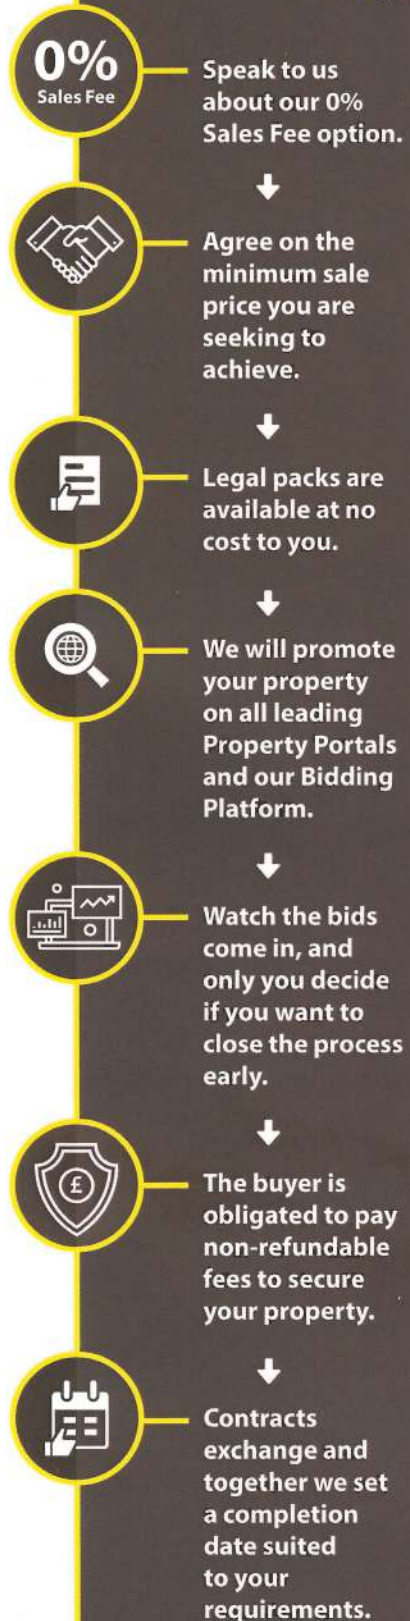 0%
Sales Fee
Speak to us
about our 0%
Sales Fee option.
Agree on the
minimum sale
price you are
seeking to
achieve.
Legal packs are
available at no
cost to you.
We will promote
your property
on all leading
Property Portals
and our Bidding
Platform.
Watch the bids
come in, and
only you decide
if you want to
close the process
early.
£
The buyer is
obligated to pay
non-refundable
fees to secure
your property.
Contracts
exchange and
together we set
a completion
date suited
to your
requirements.